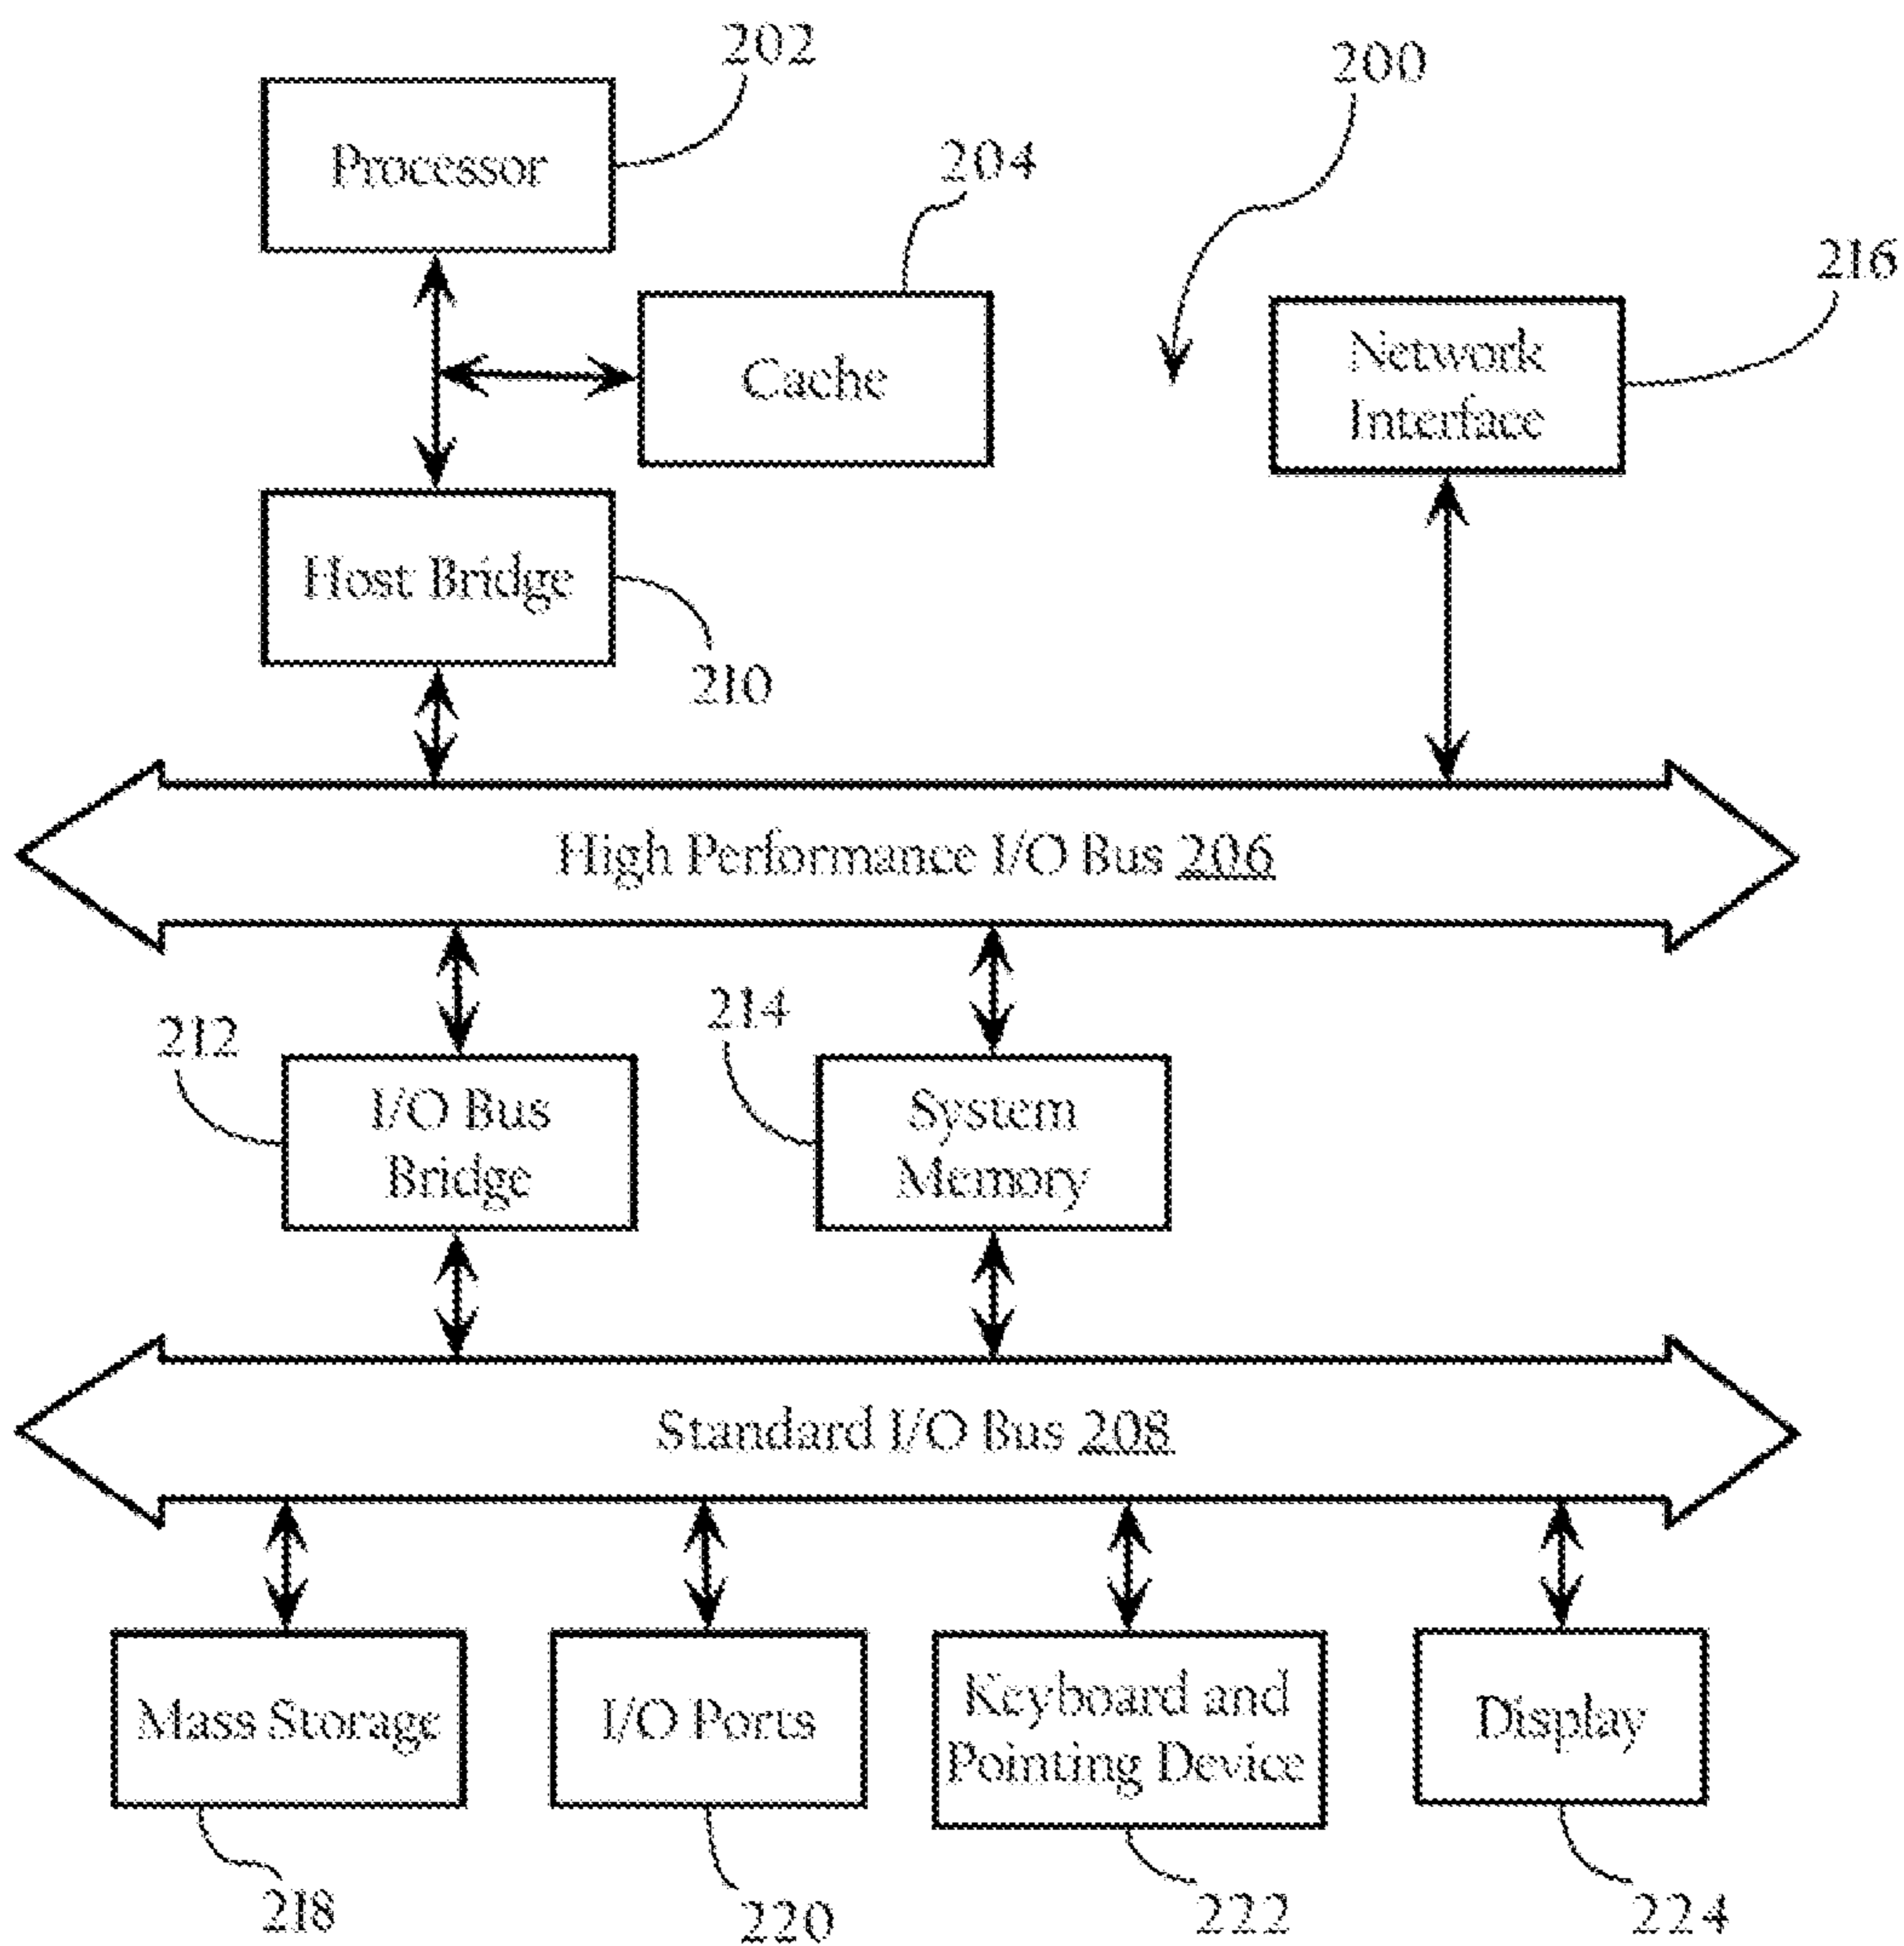 202
200
Processor
204
216
Network
Interface
Cache
Host Bridge
210
High Performance I/O Bus 206
212
214
I/O Bus
Bridge
System
Memory
Standard I/O Bus 208
Mass Storage
I/O Ports
Keyboard and
Pointing Device
Display
218
220
222
224